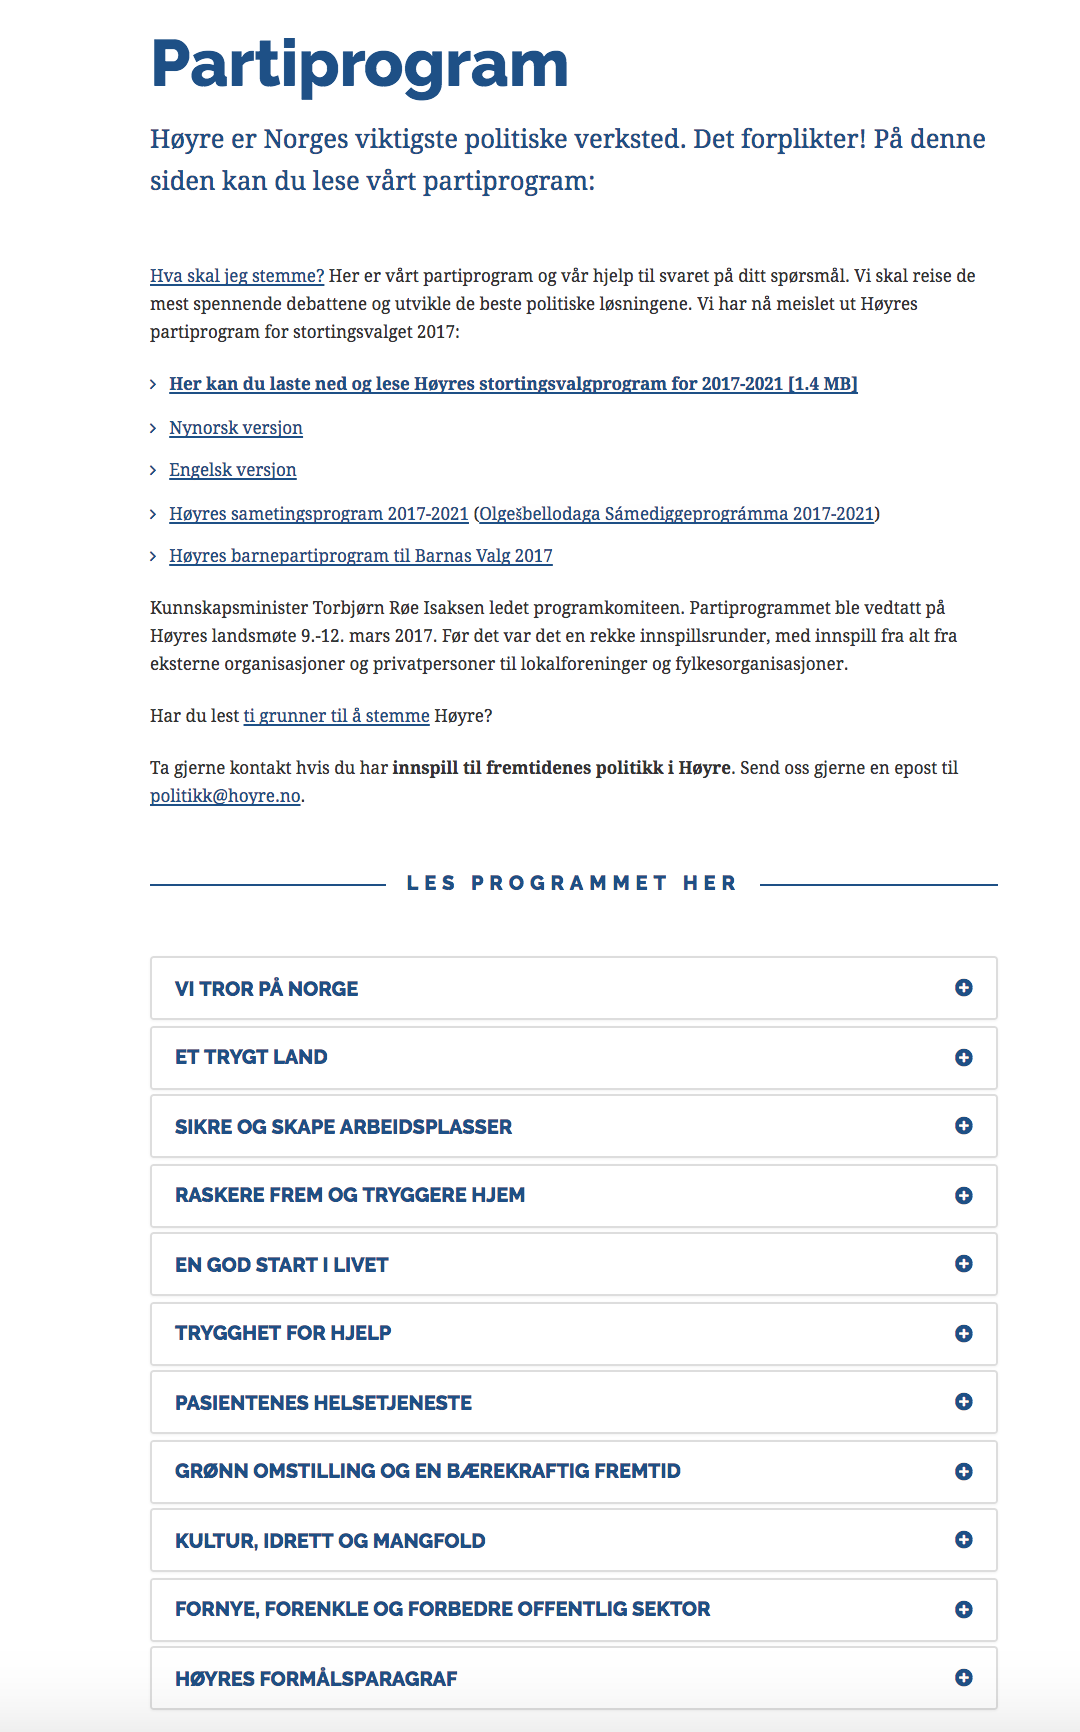 Partiprogram
Høyre er Norges viktigste politiske verksted. Det forplikter! På denne
siden kan du lese vårt partiprogram:
Hva skal jeg stemme? Her er vårt partiprogram og vår hjelp til svaret på ditt spørsmål. Vi skal reise de
mest spennende debattene og utvikle de beste politiske løsningene. Vi har nå meislet ut Høyres
partiprogram for stortingsvalget 2017:
Her kan du laste ned og lese Høyres stortingsvalgprogram for 2017-2021 [1.4 MB]
Nynorsk versjon
Engelsk versjon
Høyres sametingsprogram 2017-2021 (Olgešbellodaga Sámediggeprográmma 2017-2021)
Høyres barnepartiprogram til Barnas Valg 2017
Kunnskapsminister Torbjørn Røe Isaksen ledet programkomiteen. Partiprogrammet ble vedtatt på
Høyres landsmøte 9.-12. mars 2017. Før det var det en rekke innspillsrunder, med innspill fra alt fra
eksterne organisasjoner og privatpersoner til lokalforeninger og fylkesorganisasjoner.
Har du lest ti grunner til å stemme Høyre?
Ta gjerne kontakt hvis du har innspill til fremtidenes politikk i Høyre. Send oss gjerne en epost til
politikk@hoyre.no.
LES PROGRAMMET HER
VI TROR PÅ NORGE
ET TRYGT LAND
SIKRE OG SKAPE ARBEIDSPLASSER
RASKERE FREM OG TRYGGERE HJEM
EN GOD START I LIVET
TRYGGHET FOR HJELP
PASIENTENES HELSETJENESTE
GRØNN OMSTILLING OG EN BÆREKRAFTIG FREMTID
KULTUR, IDRETT OG MANGFOLD
FORNYE, FORENKLE OG FORBEDRE OFFENTLIG SEKTOR
HØYRES FORMÅLSPARAGRAF